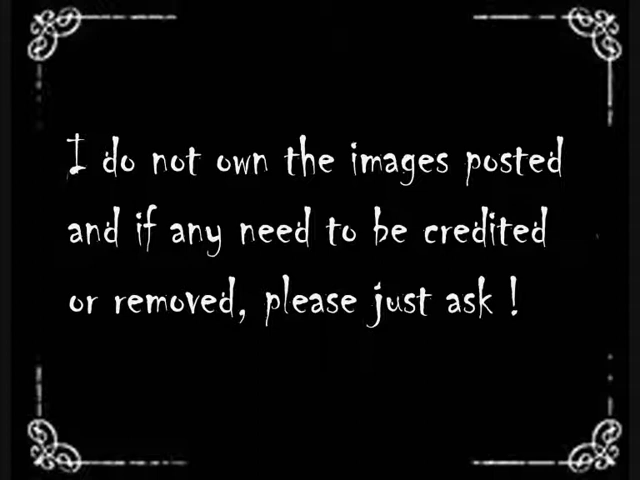 I do not own the images posted
and if any need to be credited
or removed, please just ask !